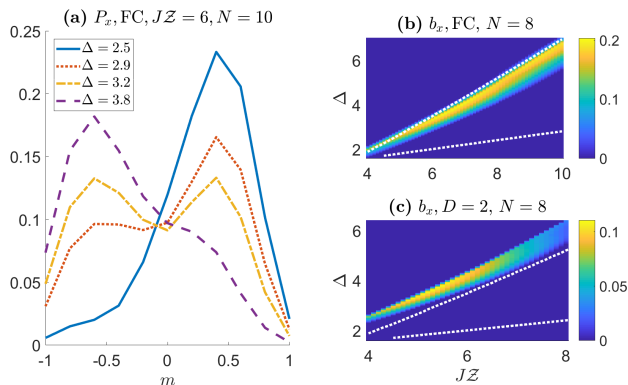 (a) P_x, FC, J𝒵 = 6, N = 10
0.25
0.2
0.15
0.1
0.05
0
-1 -0.5 0 0.5 1
m
Δ = 2.5
Δ = 2.9
Δ = 3.2
Δ = 3.8
(b) b_x, FC, N = 8
Δ
6
4
2
4 6 8 10
0.2
0.1
0
(c) b_x, D = 2, N = 8
Δ
6
4
2
4 5 6 7 8
J𝒵
0.1
0.05
0